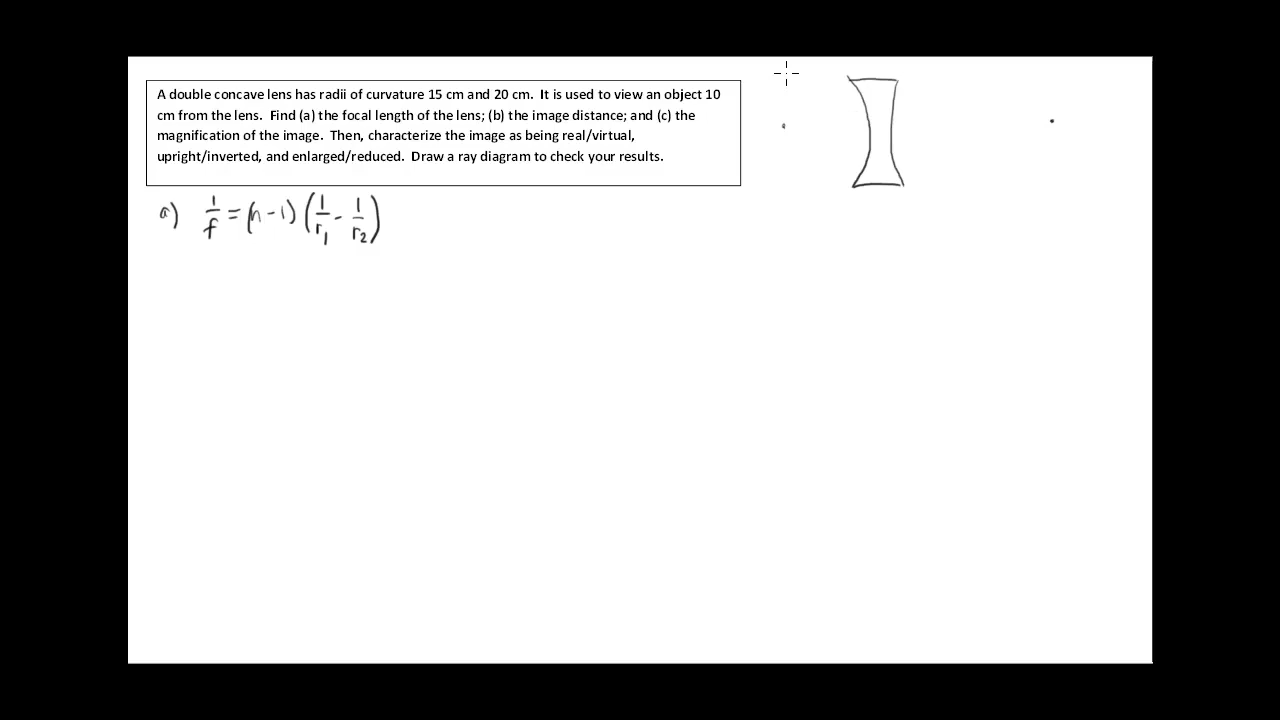 A double concave lens has radii of curvature 15 cm and 20 cm. It is used to view an object 10
cm from the lens. Find (a) the focal length of the lens; (b) the image distance; and (c) the
magnification of the image. Then, characterize the image as being real/virtual,
upright/inverted, and enlarged/reduced. Draw a ray diagram to check your results.
a) 1/f = (n-1) (1/r₁ - 1/r₂)